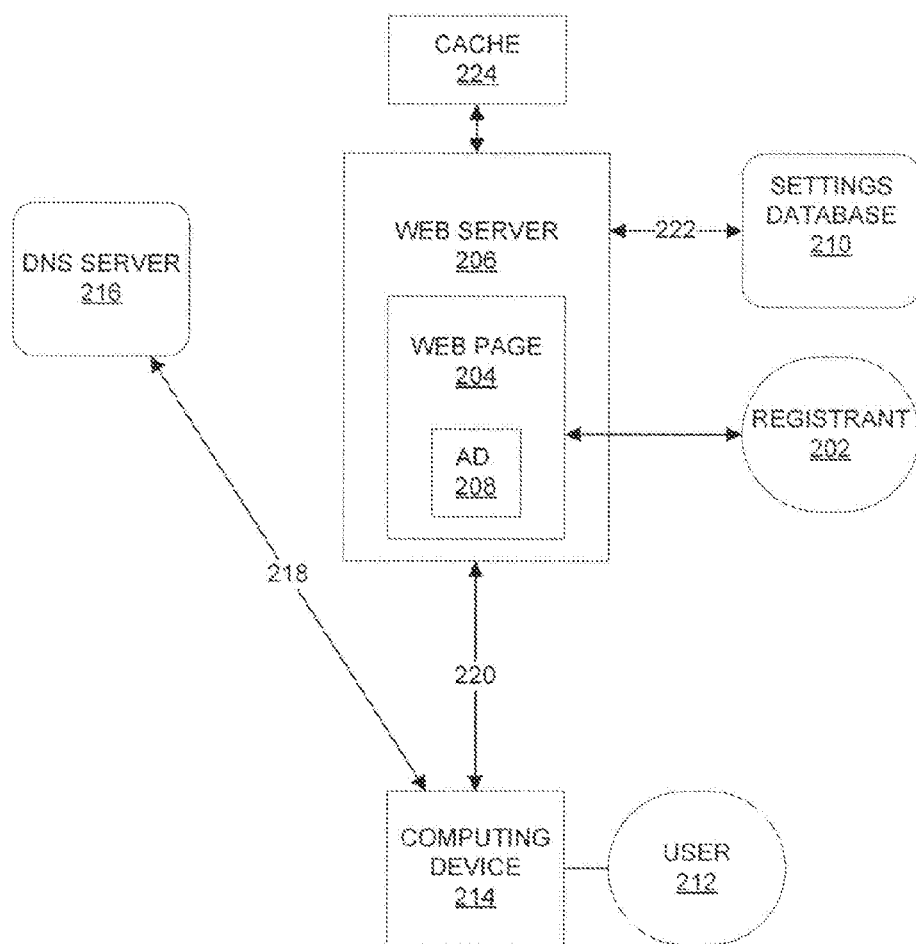 CACHE
224
WEB SERVER
206
222
SETTINGS
DATABASE
210
DNS SERVER
216
WEB PAGE
204
REGISTRANT
202
AD
208
218
220
COMPUTING
DEVICE
214
USER
212